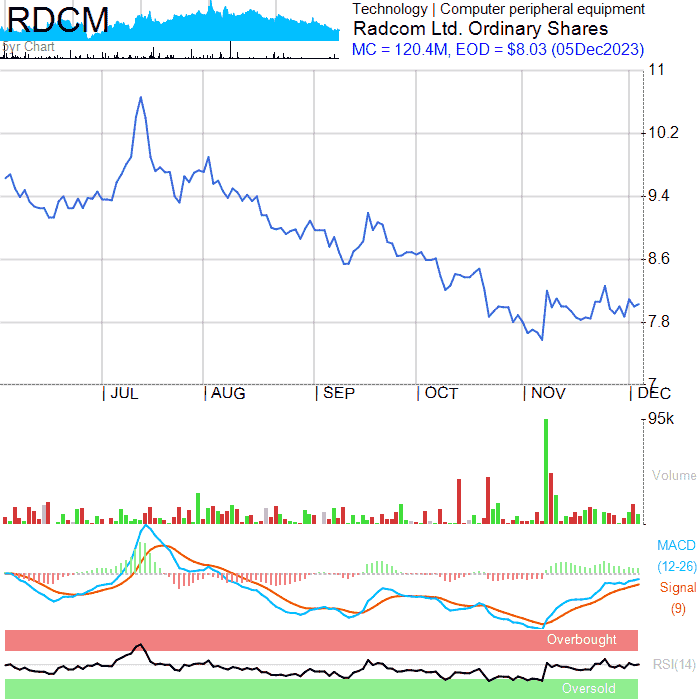 RDCM
5yr Chart
Technology | Computer peripheral equipment
Radcom Ltd. Ordinary Shares
MC = 120.4M, EOD = $8.03 (05Dec2023)
11
10.2
9.4
8.6
7.8
7
| JUL | AUG | SEP | OCT | NOV | DEC
95k
Volume
MACD
(12-26)
Signal
(9)
Overbought
RSI(14)
Oversold